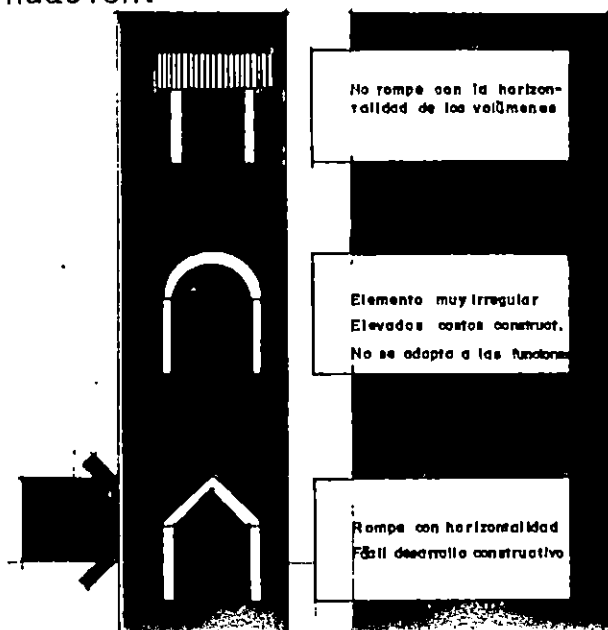 No rompe con la horizon-
talidad de los volúmenes
Elemento muy irregular
Elevados costos construct.
No se adapta a las funciones
Rompe con horizontalidad
Fácil desarrollo constructivo